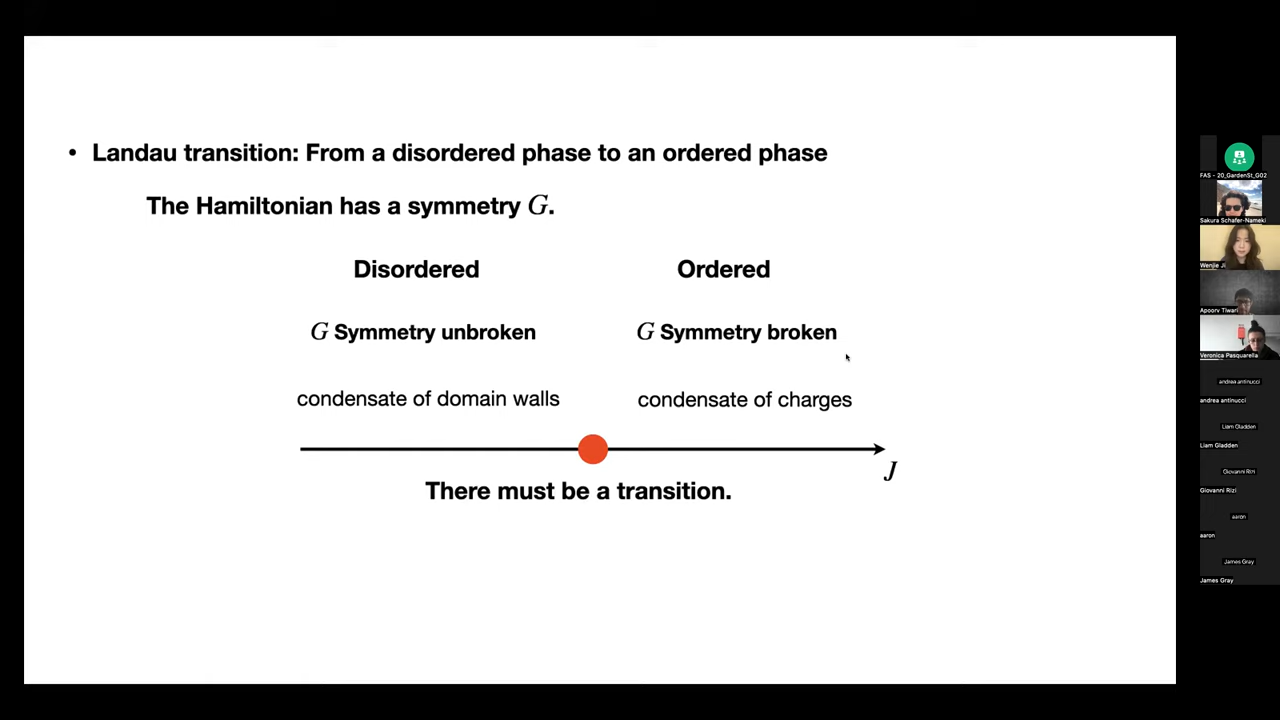 • Landau transition: From a disordered phase to an ordered phase
The Hamiltonian has a symmetry G.
Disordered Ordered
G Symmetry unbroken G Symmetry broken
condensate of domain walls condensate of charges
J
There must be a transition.
FAS - 20_GardenSt_G02
Sakura Schafer-Nameki
Wenjie Ji
Apoorv Tiwari
Veronica Pasquarella
andrea antinucci
andrea antinucci
Liam Gladden
Liam Gladden
Giovanni Rizi
Giovanni Rizi
aaron
aaron
James Gray
James Gray